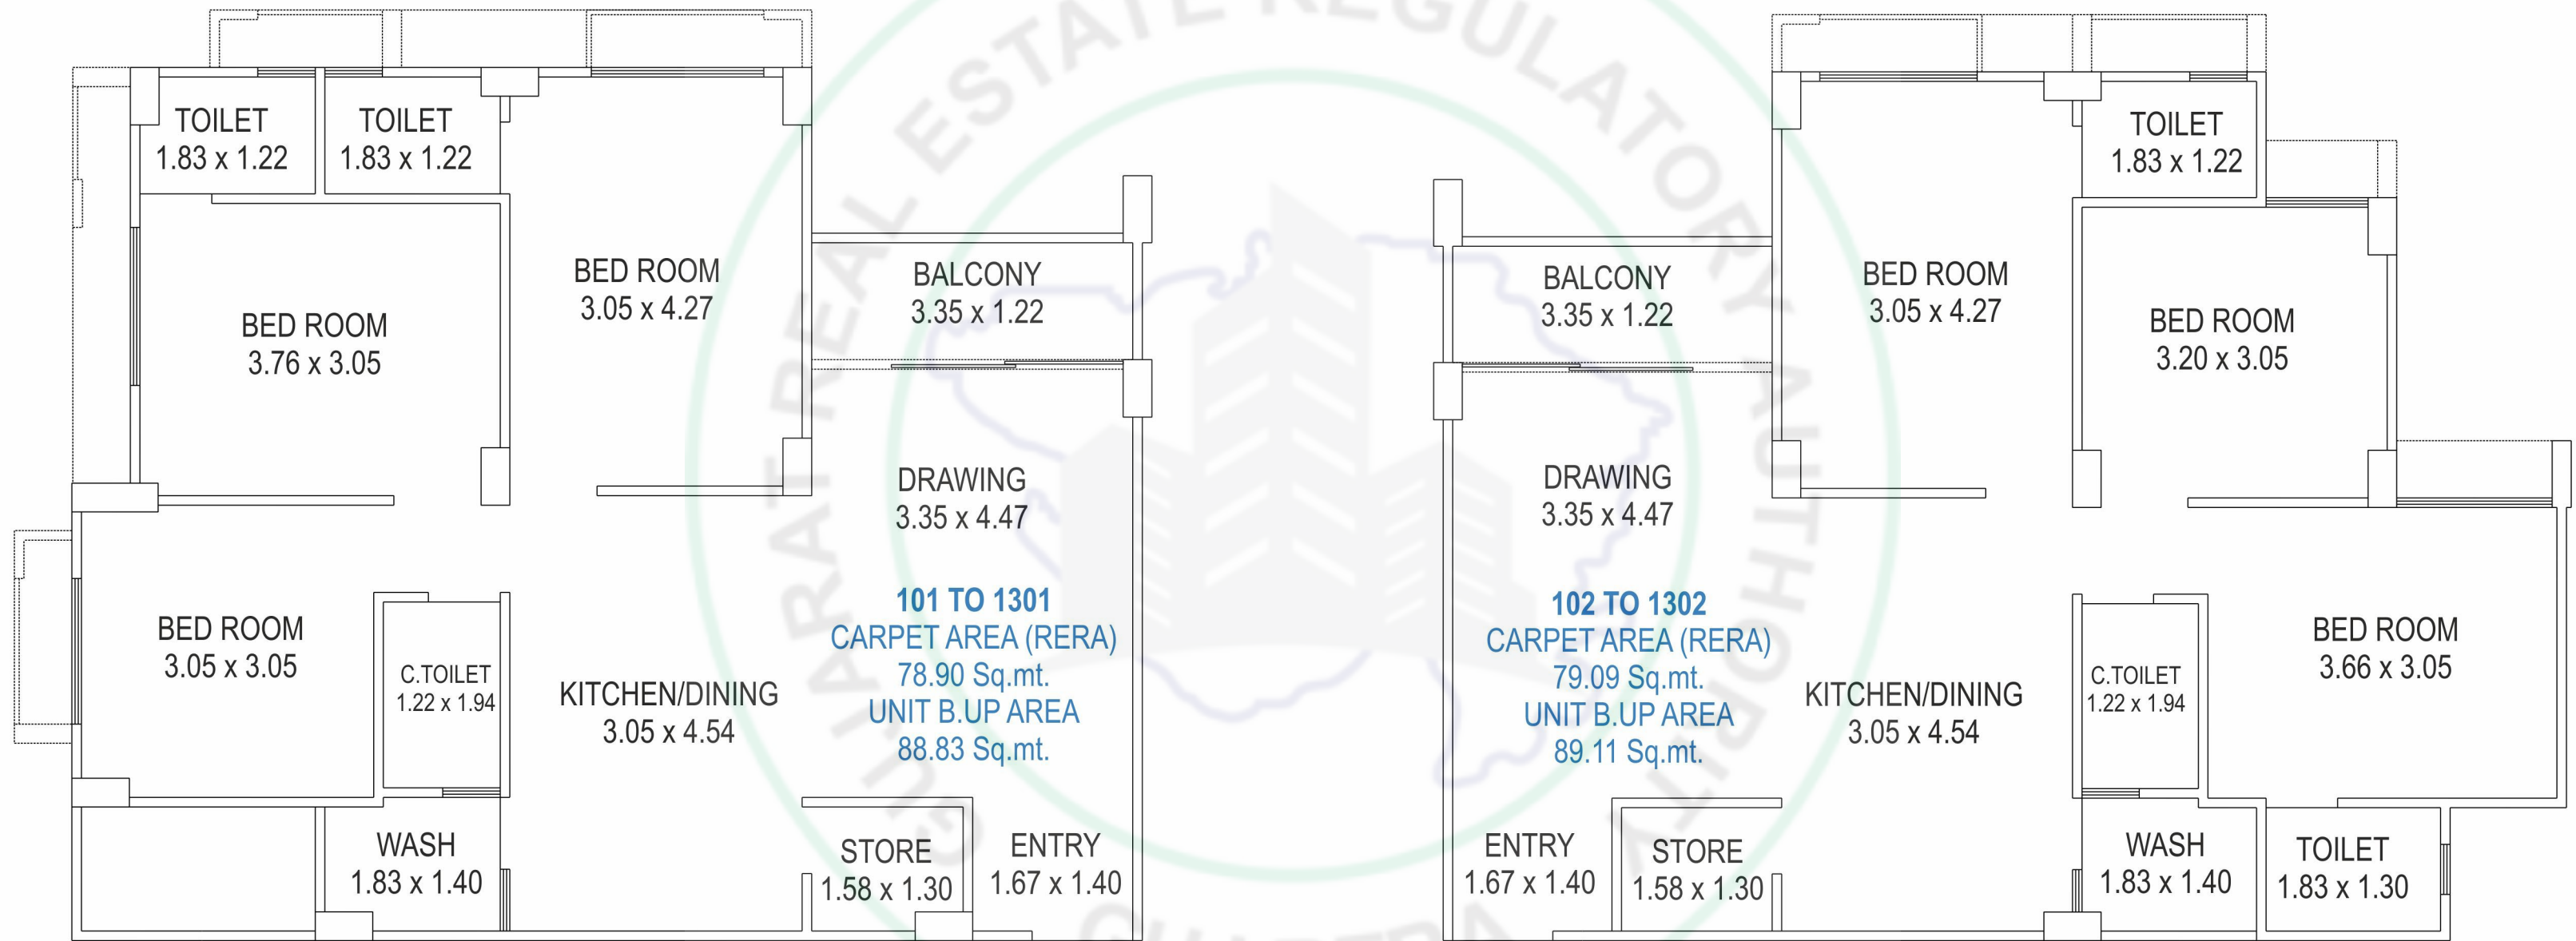 TOILET
1.83 x 1.22
TOILET
1.83 x 1.22
BED ROOM
3.05 x 4.27
BED ROOM
3.76 x 3.05
BALCONY
3.35 x 1.22
DRAWING
3.35 x 4.47
BED ROOM
3.05 x 3.05
C.TOILET
1.22 x 1.94
KITCHEN/DINING
3.05 x 4.54
101 TO 1301
CARPET AREA (RERA)
78.90 Sq.mt.
UNIT B.UP AREA
88.83 Sq.mt.
WASH
1.83 x 1.40
STORE
1.58 x 1.30
ENTRY
1.67 x 1.40
BALCONY
3.35 x 1.22
BED ROOM
3.05 x 4.27
TOILET
1.83 x 1.22
BED ROOM
3.20 x 3.05
DRAWING
3.35 x 4.47
102 TO 1302
CARPET AREA (RERA)
79.09 Sq.mt.
UNIT B.UP AREA
89.11 Sq.mt.
KITCHEN/DINING
3.05 x 4.54
C.TOILET
1.22 x 1.94
BED ROOM
3.66 x 3.05
ENTRY
1.67 x 1.40
STORE
1.58 x 1.30
WASH
1.83 x 1.40
TOILET
1.83 x 1.30
GUJARAT REAL ESTATE REGULATORY AUTHORITY